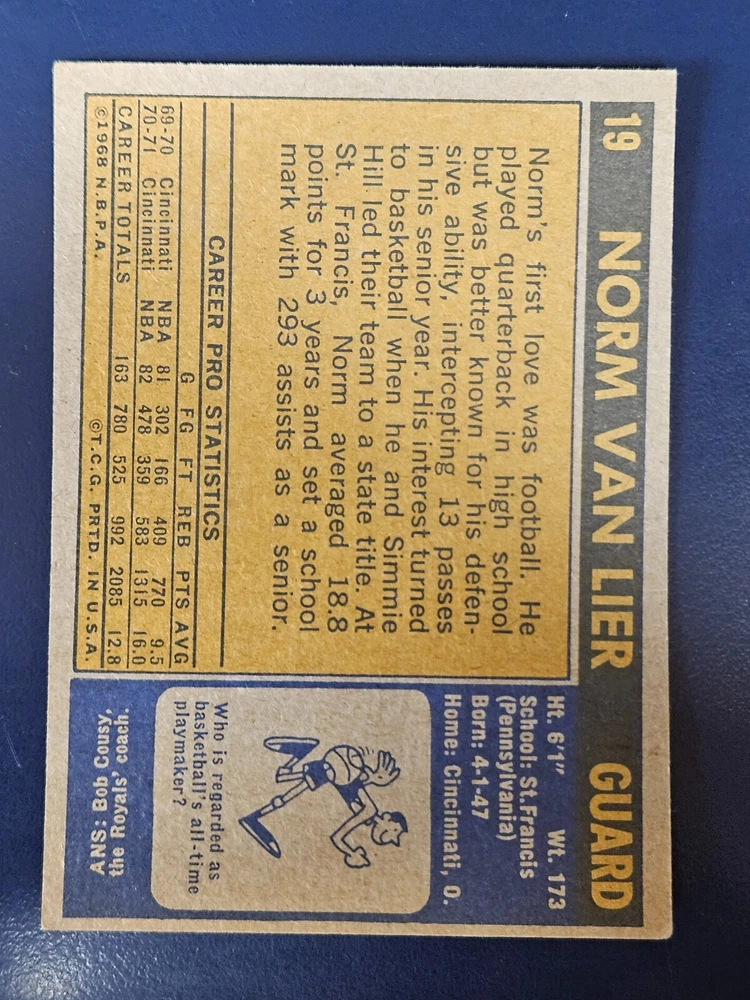 19 NORM VAN LIER GUARD
Norm's first love was football. He
played quarterback in high school
but was better known for his defen-
sive ability, intercepting 13 passes
in his senior year. His interest turned
to basketball when he and Simmie
Hill led their team to a state title. At
St. Francis, Norm averaged 18.8
points for 3 years and set a school
mark with 293 assists as a senior.
CAREER PRO STATISTICS
G FG FT REB PTS AVG
69-70 Cincinnati NBA 81 302 166 409 770 9.5
70-71 Cincinnati NBA 82 478 359 583 1315 16.0
CAREER TOTALS 163 780 525 992 2085 12.8
©1968 N.B.P.A. ©T.C.G. PRTD. IN U.S.A.
Ht. 6'1" Wt. 173
School: St.Francis
(Pennsylvania)
Born: 4-1-47
Home: Cincinnati, O.
Who is regarded as
basketball's all-time
playmaker?
ANS: Bob Cousy,
the Royals' coach.